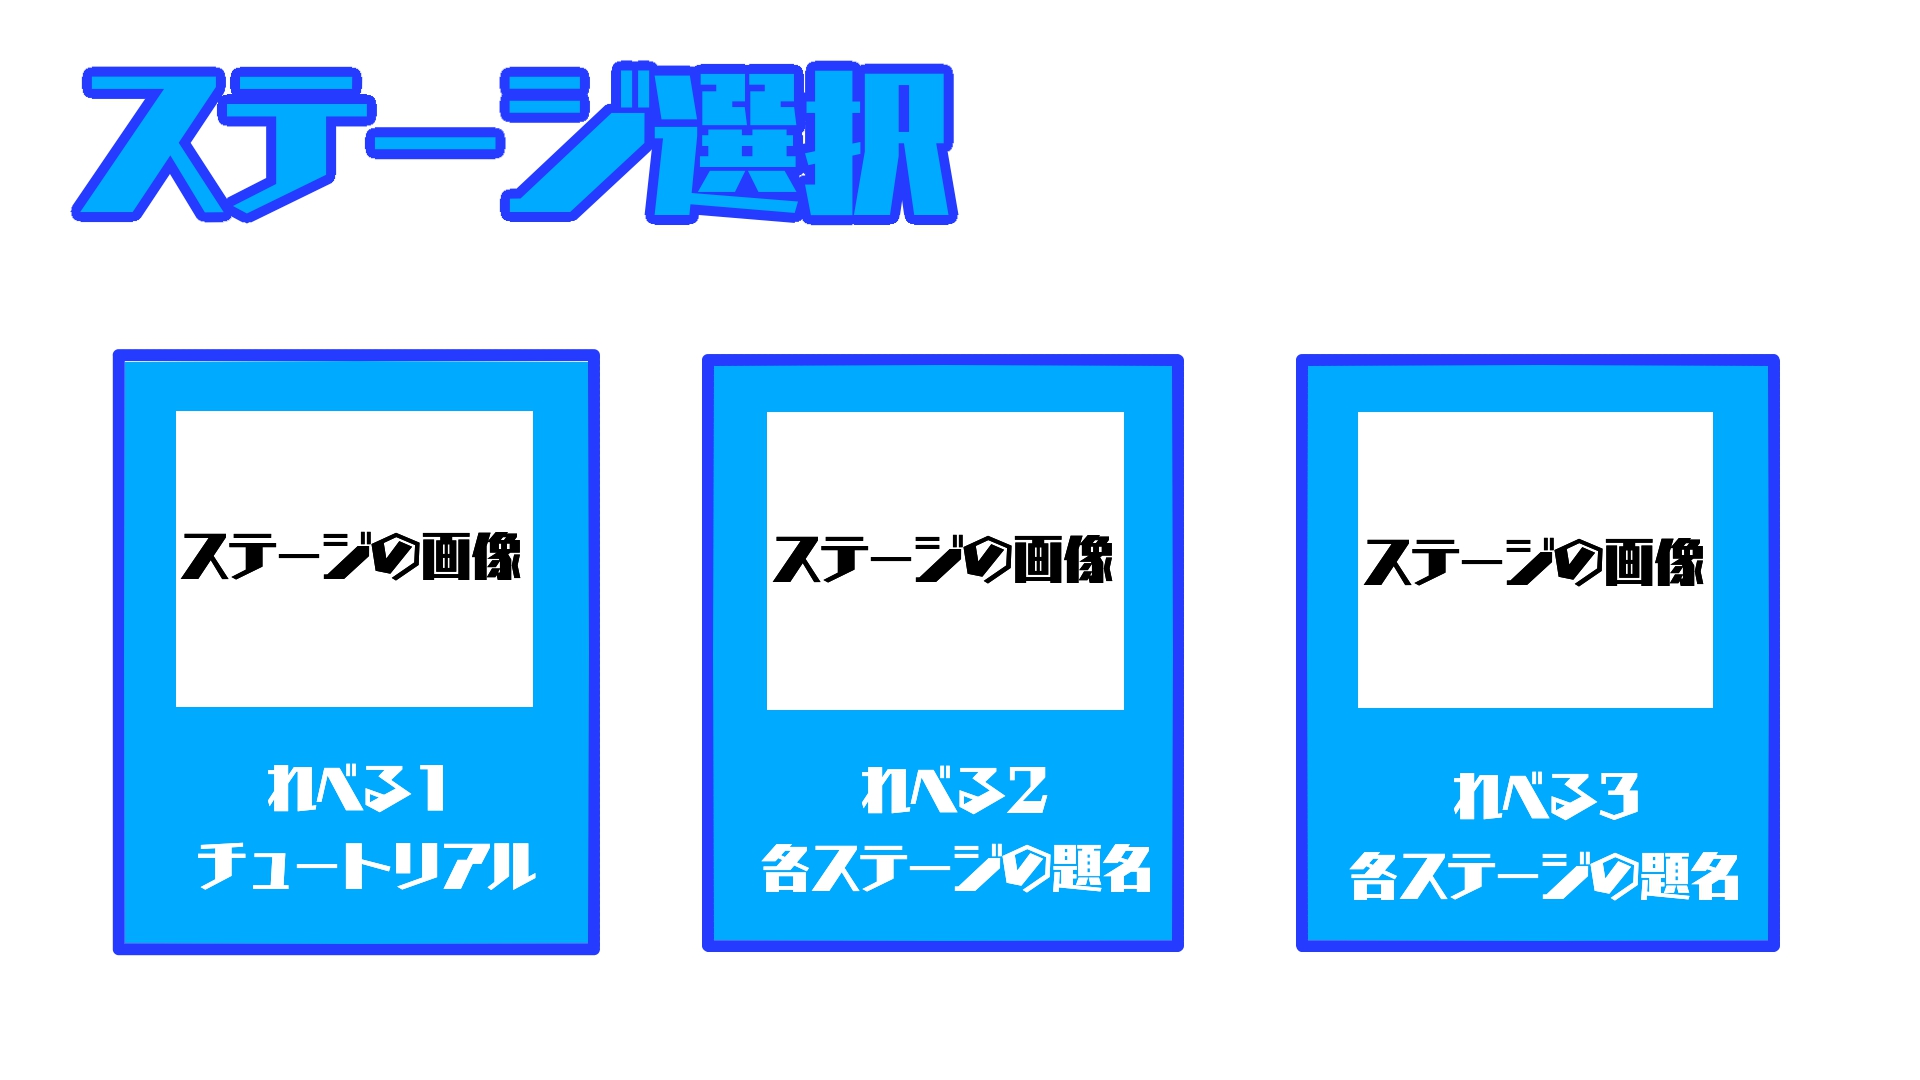 ステージ選択
ステージの画像
れべる1
チュートリアル
ステージの画像
れべる2
各ステージの題名
ステージの画像
れべる3
各ステージの題名